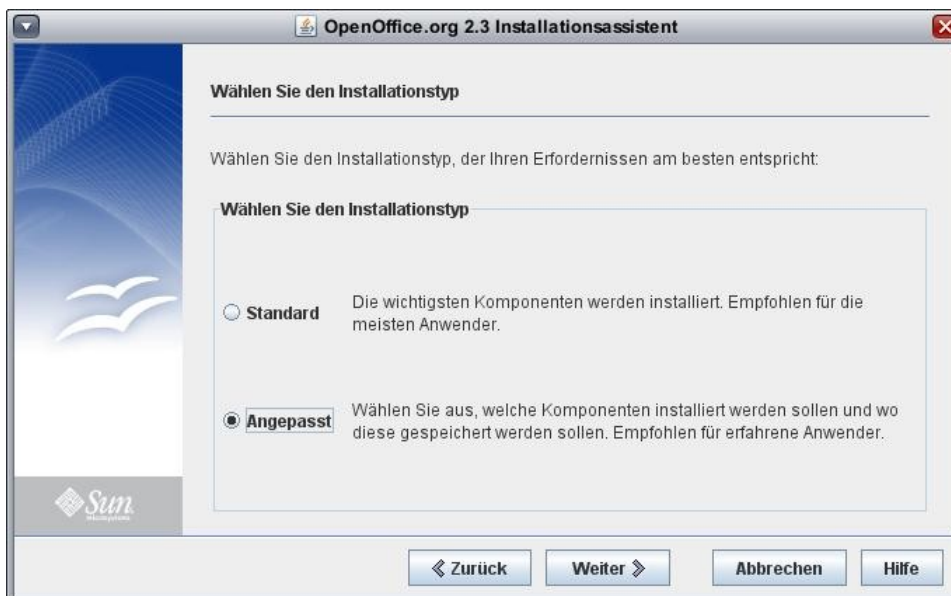 OpenOffice.org 2.3 Installationsassistent
Wählen Sie den Installationstyp
Wählen Sie den Installationstyp, der Ihren Erfordernissen am besten entspricht:
Wählen Sie den Installationstyp
Standard
Die wichtigsten Komponenten werden installiert. Empfohlen für die
meisten Anwender.
Angepasst
Wählen Sie aus, welche Komponenten installiert werden sollen und wo
diese gespeichert werden sollen. Empfohlen für erfahrene Anwender.
Sun
microsystems
Zurück
Weiter
Abbrechen
Hilfe